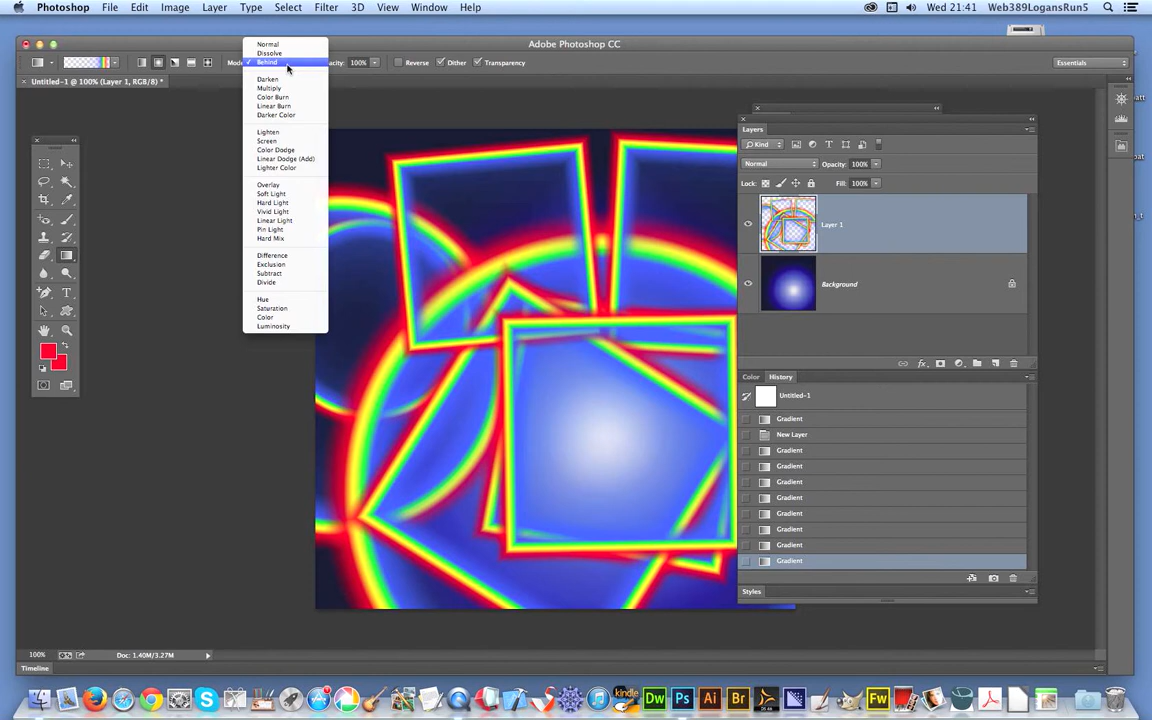 Photoshop File Edit Image Layer Type Select Filter 3D View Window Help Wed 21:41 Web389LogansRun5
Adobe Photoshop CC
Mode: Opacity: 100% Reverse Dither Transparency Essentials
Untitled-1 @ 100% (Layer 1, RGB/8) *
Normal
Dissolve
Behind
Darken
Multiply
Color Burn
Linear Burn
Darker Color
Lighten
Screen
Color Dodge
Linear Dodge (Add)
Lighter Color
Overlay
Soft Light
Hard Light
Vivid Light
Linear Light
Pin Light
Hard Mix
Difference
Exclusion
Subtract
Divide
Hue
Saturation
Color
Luminosity
Layers
Kind
Normal Opacity: 100%
Lock: Fill: 100%
Layer 1
Background
fx
Color History
Untitled-1
Gradient
New Layer
Gradient
Gradient
Gradient
Gradient
Gradient
Gradient
Gradient
Gradient
Styles
100% Doc: 1.40M/3.27M
Timeline
kindle Dw Ps Ai Br Fw